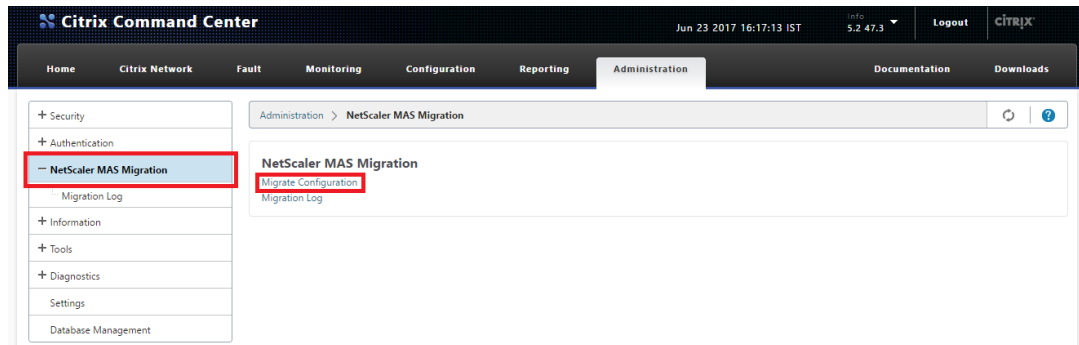 Citrix Command Center
Jun 23 2017 16:17:13 IST
Info
5.2 47.3
Logout
CİTRIX
Home Citrix Network Fault Monitoring Configuration Reporting Administration Documentation Downloads
+ Security
+ Authentication
− NetScaler MAS Migration
Migration Log
+ Information
+ Tools
+ Diagnostics
Settings
Database Management
Administration > NetScaler MAS Migration
?
NetScaler MAS Migration
Migrate Configuration
Migration Log